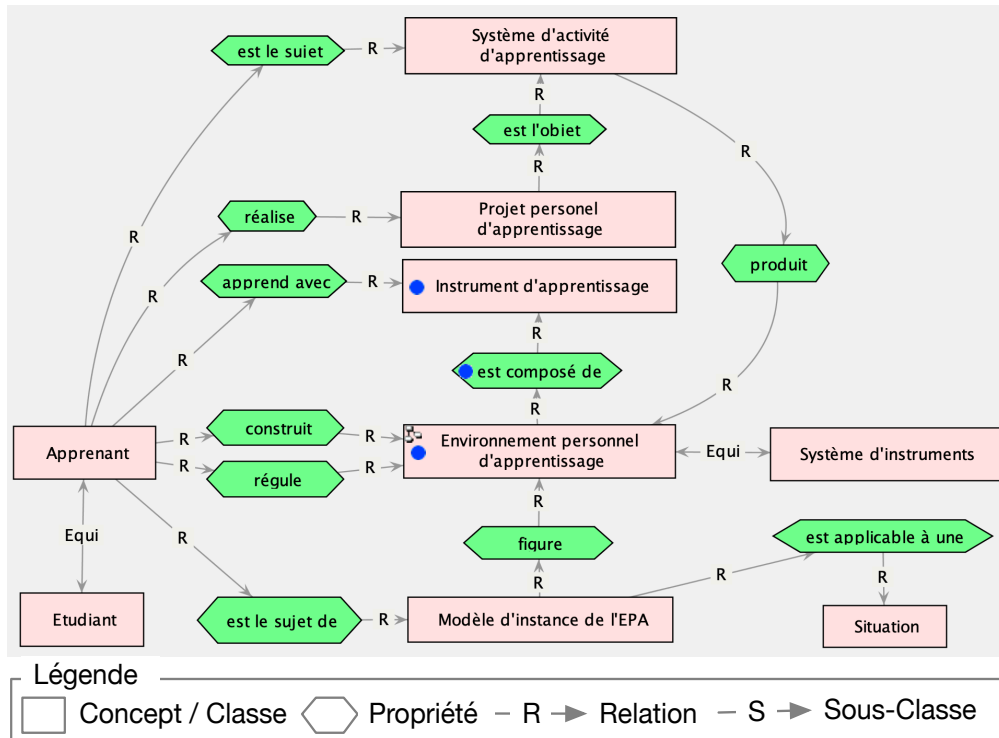 est le sujet
R
Système d'activité
d'apprentissage
R
est l'objet
R
R
R
réalise
R
Projet personel
d'apprentissage
R
produit
apprend avec
R
Instrument d'apprentissage
R
R
R
est composé de
R
R
construit
R
R
Environnement personnel
d'apprentissage
Equi
Système d'instruments
Apprenant
R
régule
R
R
Equi
R
figure
est applicable à une
R
R
R
Etudiant
est le sujet de
R
Modèle d'instance de l'EPA
Situation
Légende
Concept / Classe
Propriété
R
Relation
S
Sous-Classe